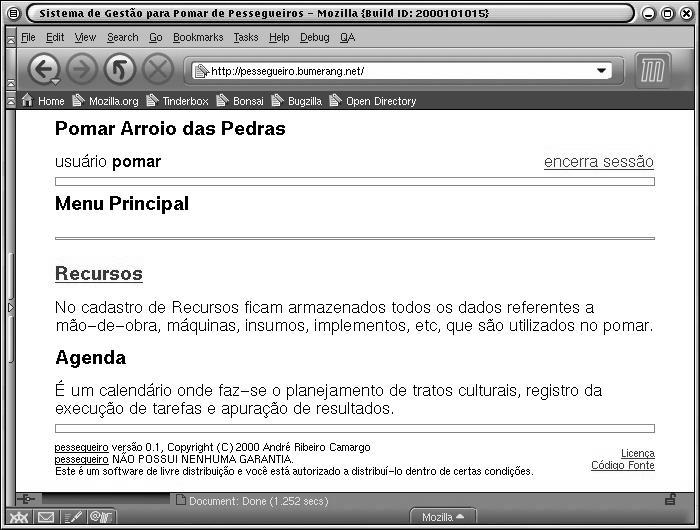 Sistema de Gestão para Pomar de Pessegueiros - Mozilla {Build ID: 2000101015}
File Edit View Search Go Bookmarks Tasks Help Debug QA
http://pessegueiro.bumerang.net/
Home Mozilla.org Tinderbox Bonsai Bugzilla Open Directory
Pomar Arroio das Pedras
usuário pomar encerra sessão
Menu Principal
Recursos
No cadastro de Recursos ficam armazenados todos os dados referentes a
mão-de-obra, máquinas, insumos, implementos, etc, que são utilizados no pomar.
Agenda
É um calendário onde faz-se o planejamento de tratos culturais, registro da
execução de tarefas e apuração de resultados.
pessegueiro versão 0.1, Copyright (C) 2000 André Ribeiro Camargo
pessegueiro NÃO POSSUI NENHUMA GARANTIA.
Licença
Este é um software de livre distribuição e você está autorizado a distribuí-lo dentro de certas condições.
Código Fonte
Document: Done (1.252 secs)
Mozilla